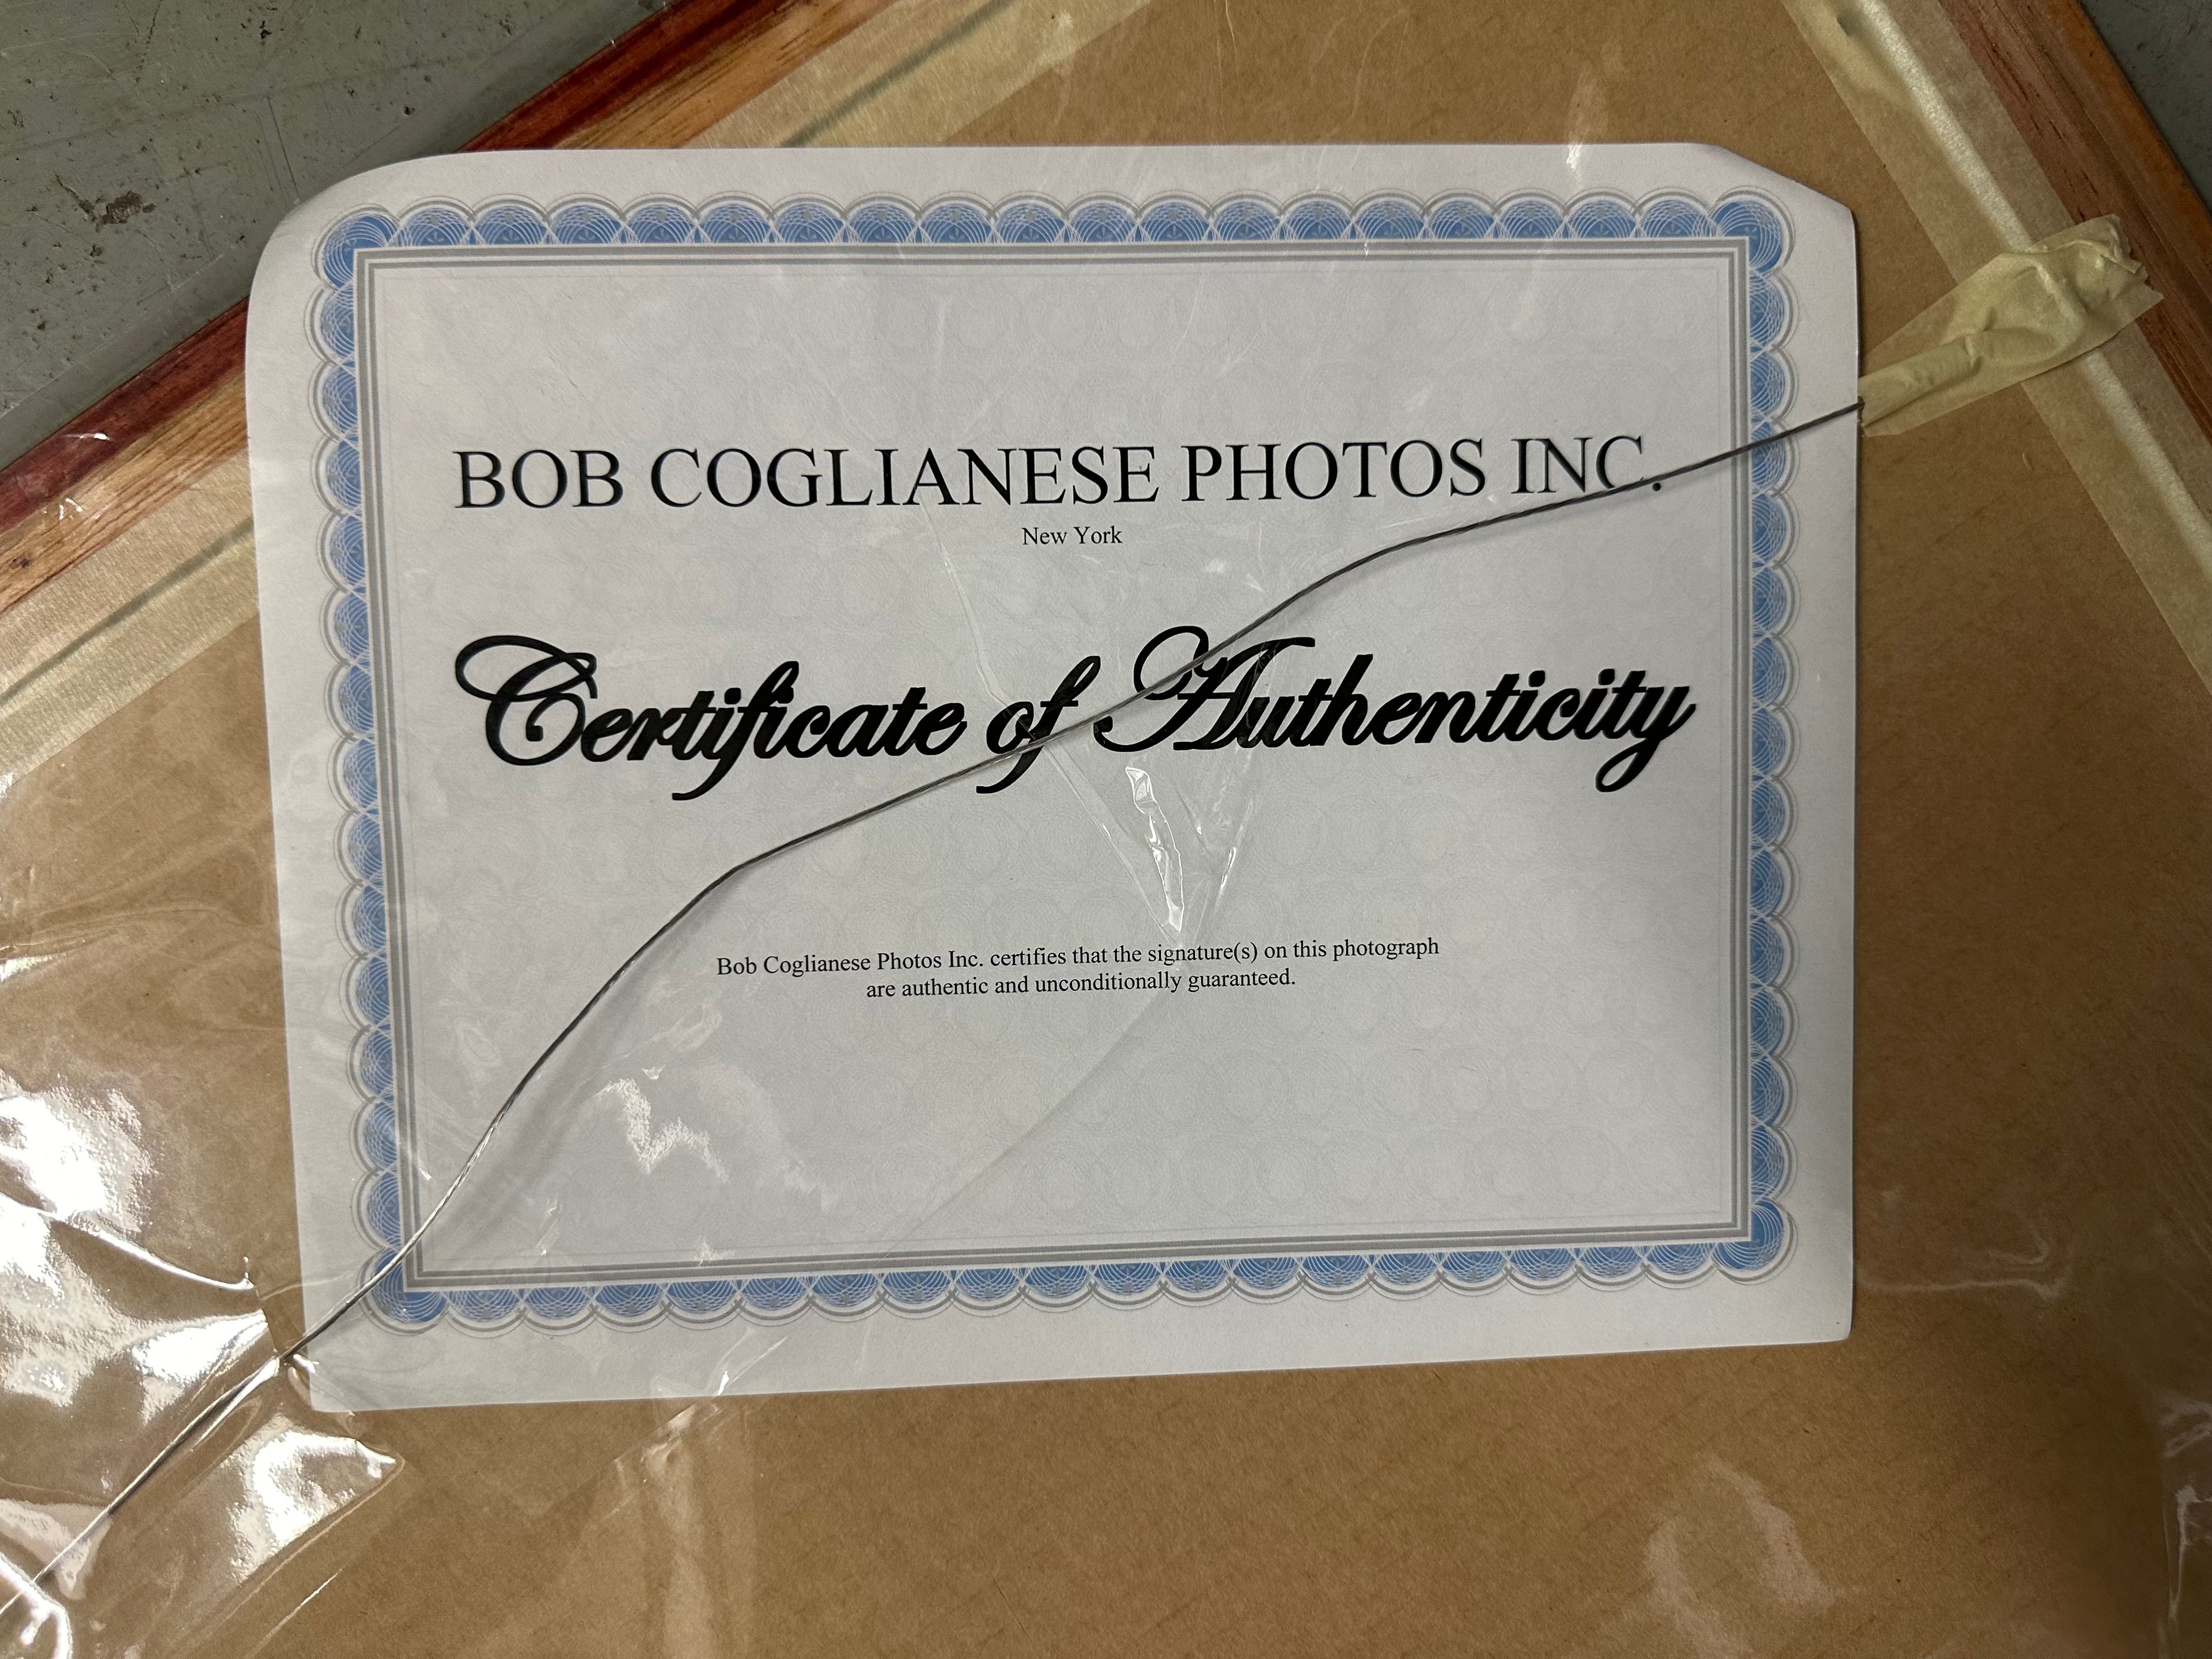 BOB COGLIANESE PHOTOS INC.
New York
Certificate of Authenticity
Bob Coglianese Photos Inc. certifies that the signature(s) on this photograph
are authentic and unconditionally guaranteed.